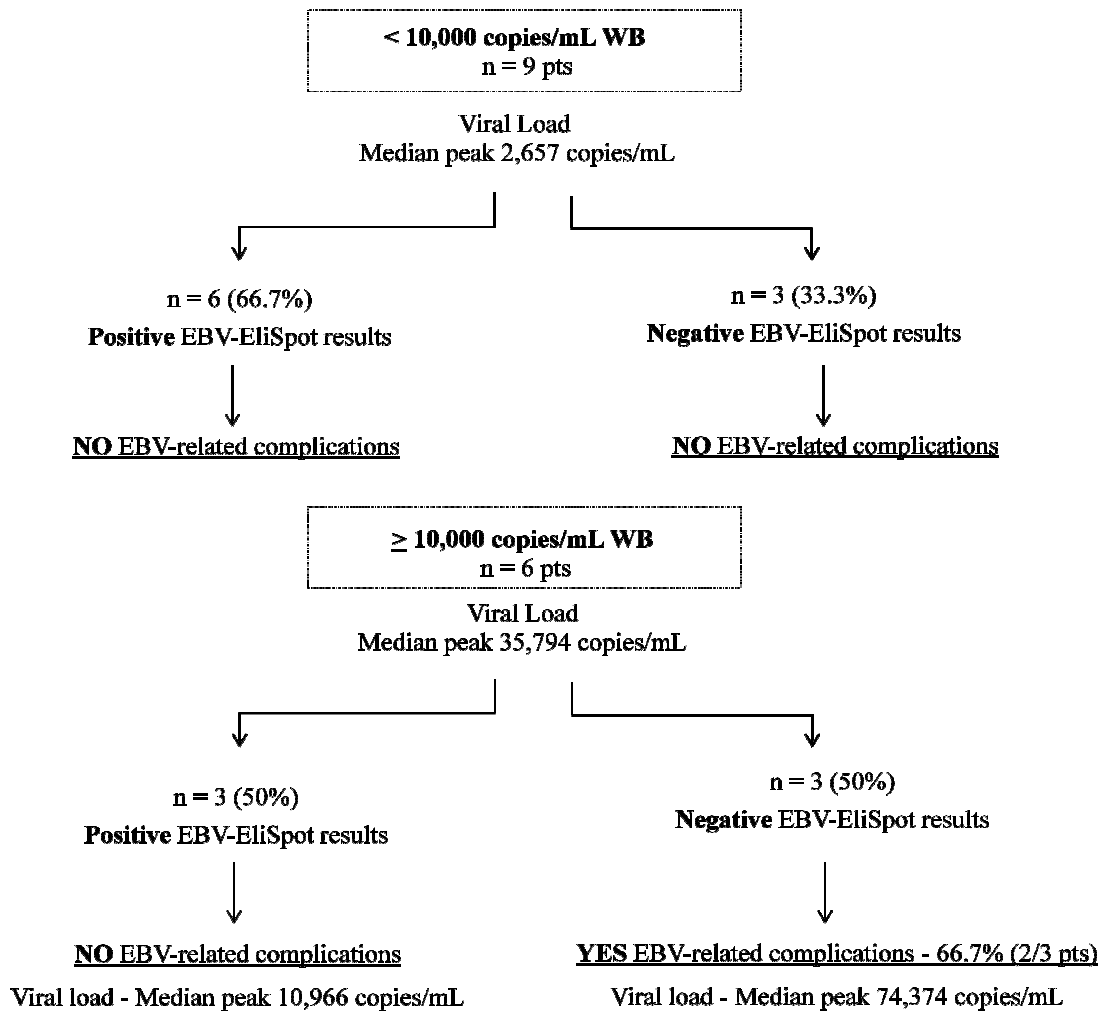 < 10,000 copies/mL WB
n = 9 pts
Viral Load
Median peak 2,657 copies/mL
n = 6 (66.7%)
Positive EBV-EliSpot results
NO EBV-related complications
n = 3 (33.3%)
Negative EBV-EliSpot results
NO EBV-related complications
≥ 10,000 copies/mL WB
n = 6 pts
Viral Load
Median peak 35,794 copies/mL
n = 3 (50%)
Positive EBV-EliSpot results
NO EBV-related complications
Viral load - Median peak 10,966 copies/mL
n = 3 (50%)
Negative EBV-EliSpot results
YES EBV-related complications - 66.7% (2/3 pts)
Viral load - Median peak 74,374 copies/mL